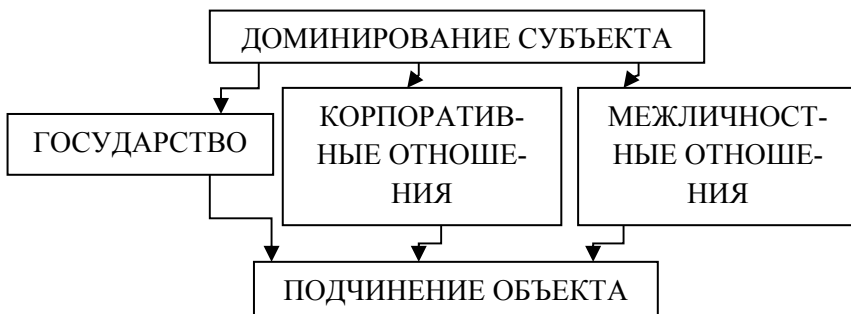 ДОМИНИРОВАНИЕ СУБЪЕКТА
ГОСУДАРСТВО
КОРПОРАТИВ-
НЫЕ ОТНОШЕ-
НИЯ
МЕЖЛИЧНОСТ-
НЫЕ ОТНОШЕ-
НИЯ
ПОДЧИНЕНИЕ ОБЪЕКТА